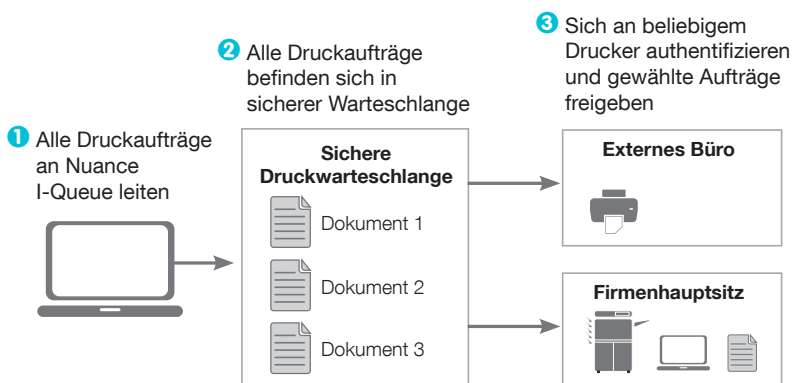 1 Alle Druckaufträge
an Nuance
I-Queue leiten
2 Alle Druckaufträge
befinden sich in
sicherer Warteschlange
Sichere
Druckwarteschlange
Dokument 1
Dokument 2
Dokument 3
3 Sich an beliebigem
Drucker authentifizieren
und gewählte Aufträge
freigeben
Externes Büro
Firmenhauptsitz